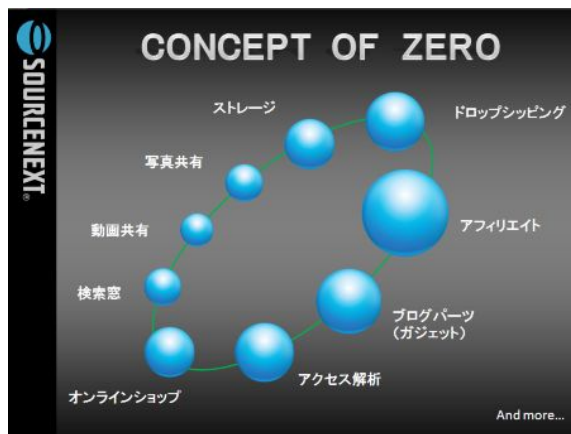 CONCEPT OF ZERO
SOURCENEXT®
ストレージ
ドロップシッピング
写真共有
アフィリエイト
動画共有
検索窓
ブログパーツ
(ガジェット)
アクセス解析
オンラインショップ
And more...